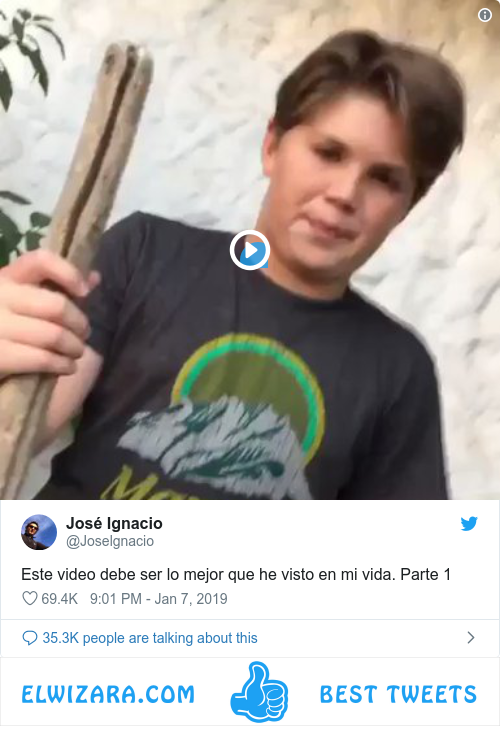 José Ignacio
@JoseIgnacio
Este video debe ser lo mejor que he visto en mi vida. Parte 1
69.4K 9:01 PM - Jan 7, 2019
35.3K people are talking about this
ELWIZARA.COM BEST TWEETS